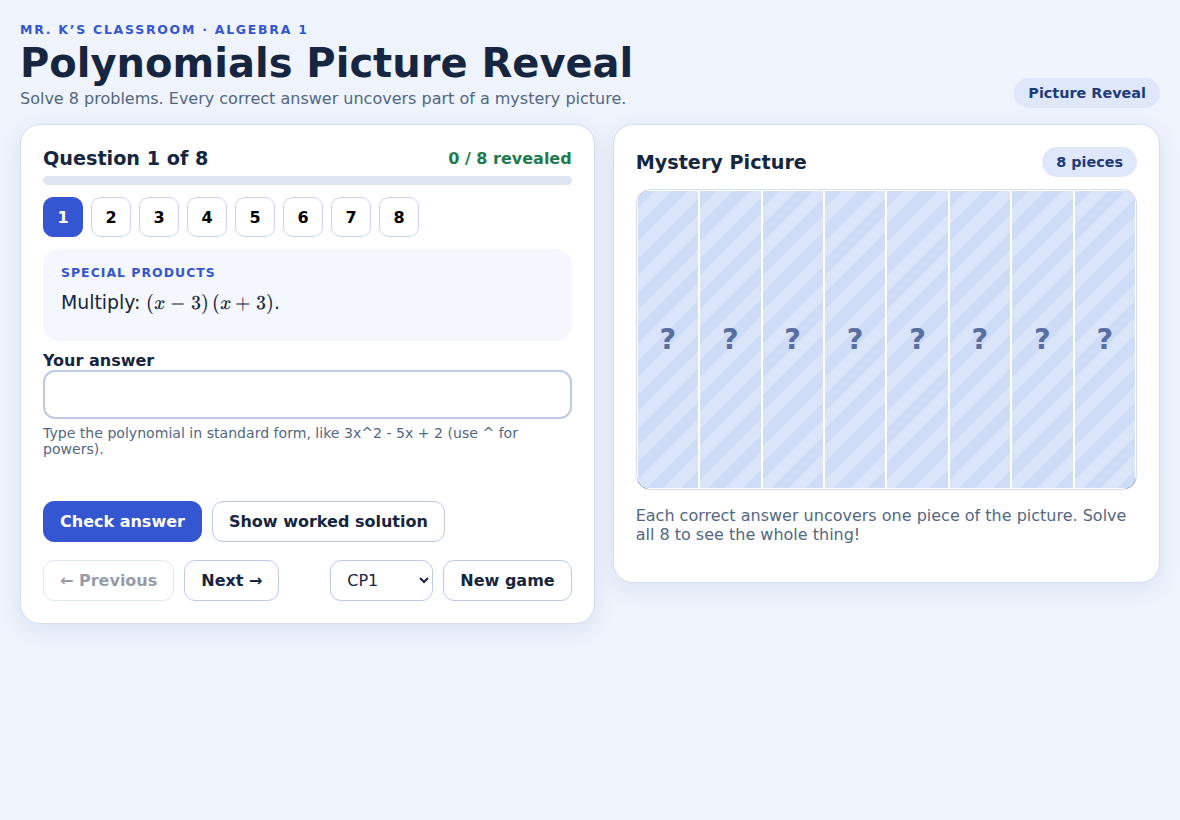 MR. K’S CLASSROOM · ALGEBRA 1
Polynomials Picture Reveal
Solve 8 problems. Every correct answer uncovers part of a mystery picture.
Picture Reveal
Question 1 of 8
0 / 8 revealed
1 2 3 4 5 6 7 8
SPECIAL PRODUCTS
Multiply: (x − 3) (x + 3).
Your answer
Type the polynomial in standard form, like 3x^2 - 5x + 2 (use ^ for
powers).
Check answer
Show worked solution
← Previous
Next →
CP1
New game
Mystery Picture
8 pieces
? ? ? ? ? ? ? ?
Each correct answer uncovers one piece of the picture. Solve
all 8 to see the whole thing!